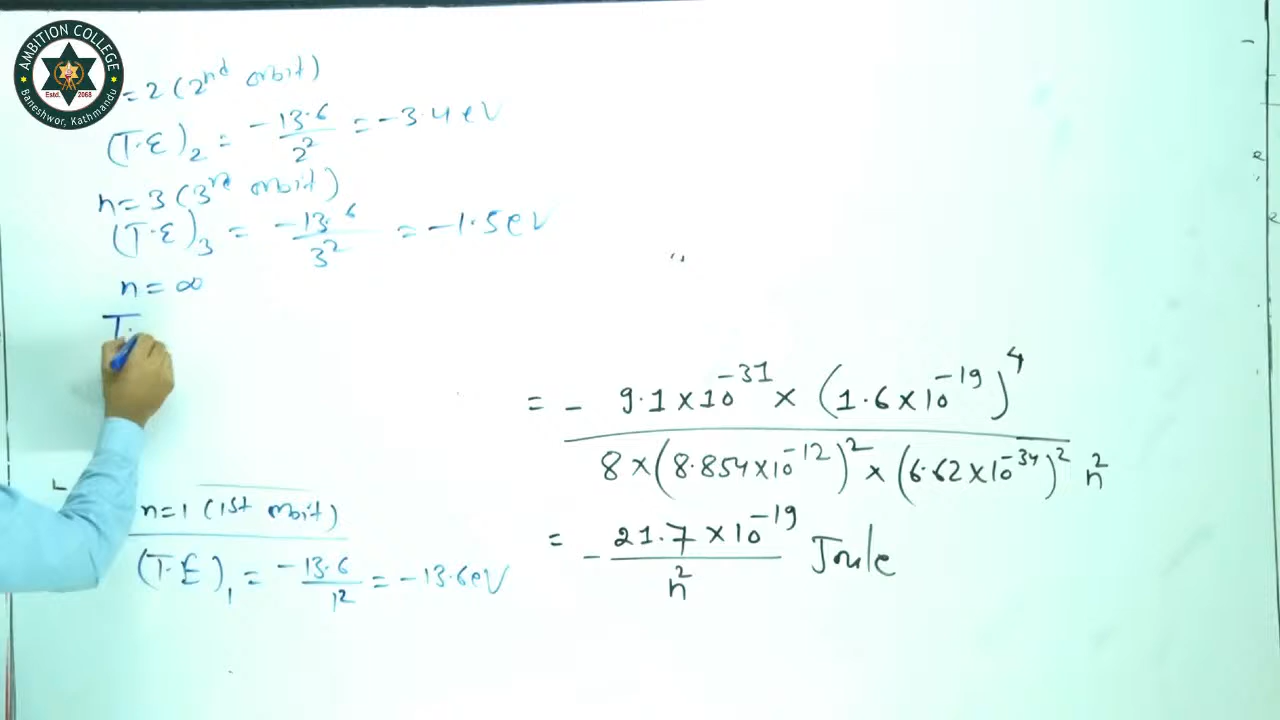 AMBITION COLLEGE
Estd. 2068
Baneshwor, Kathmandu
=2 (2nd orbit)
(T.E)₂ = -13.6/2² = -3.4 eV
n=3 (3rd orbit)
(T.E)₃ = -13.6/3² = -1.5 eV
n = ∞
T.
n=1 (1st orbit)
(T.E)₁ = -13.6/1² = -13.6 eV
= - 9.1 × 10⁻³¹ × (1.6 × 10⁻¹⁹)⁴
8 × (8.854 × 10⁻¹²)² × (6.62 × 10⁻³⁴)² n²
= - 21.7 × 10⁻¹⁹/n² Joule